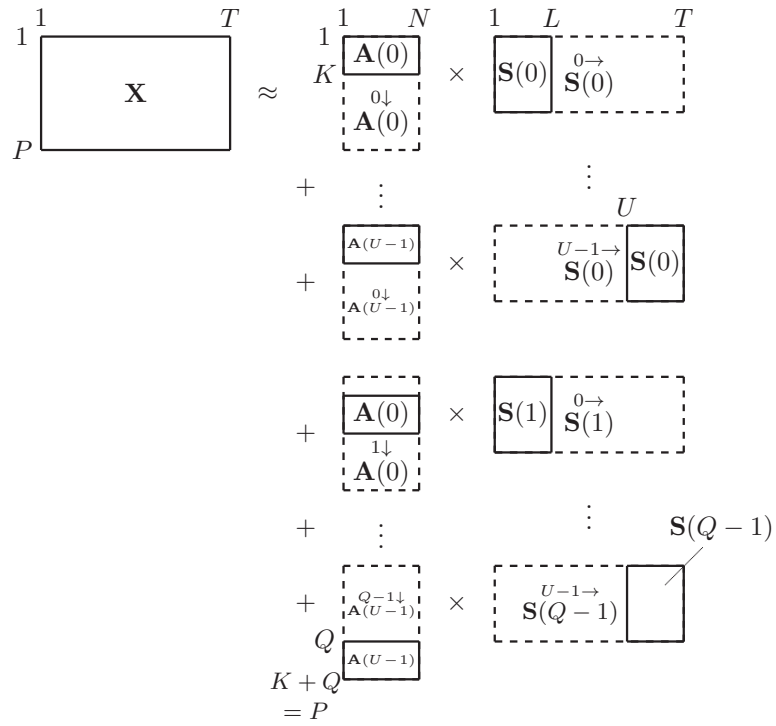 1 T 1 N 1 L T
1 A(0) 1 × S(0) 0→ S(0)
X ≈ K 0↓ A(0)
P
+ ⋮ ⋮
U
A(U−1) × U−1→ S(0) S(0)
+ 0↓ A(U−1)
A(0) × S(1) 0→ S(1)
+ 1↓ A(0)
+ ⋮ ⋮ S(Q − 1)
+ Q−1↓ A(U−1) × U−1→ S(Q−1)
Q A(U−1)
K + Q
= P